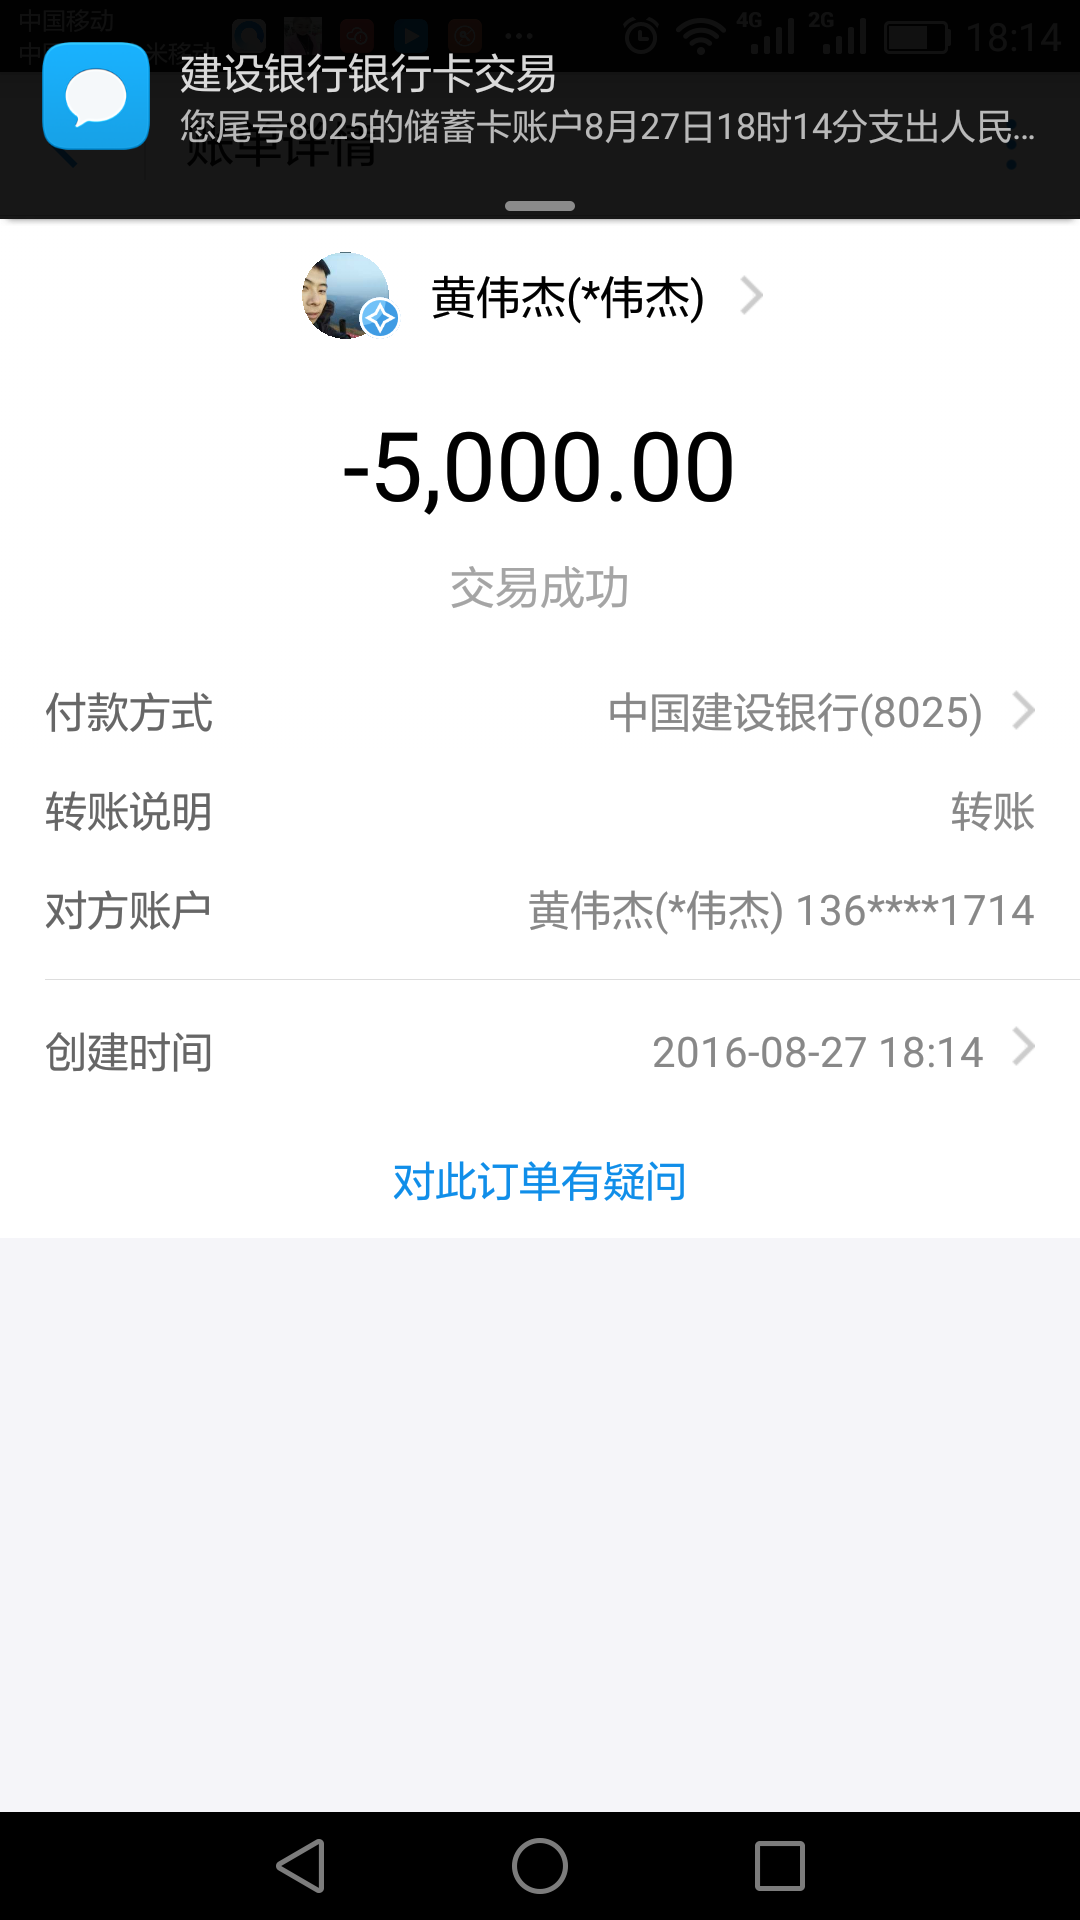 中国移动
4G
2G
18:14
建设银行银行卡交易
您尾号8025的储蓄卡账户8月27日18时14分支出人民...
账单详情
黄伟杰(*伟杰)
-5,000.00
交易成功
付款方式 中国建设银行(8025)
转账说明 转账
对方账户 黄伟杰(*伟杰) 136****1714
创建时间 2016-08-27 18:14
对此订单有疑问